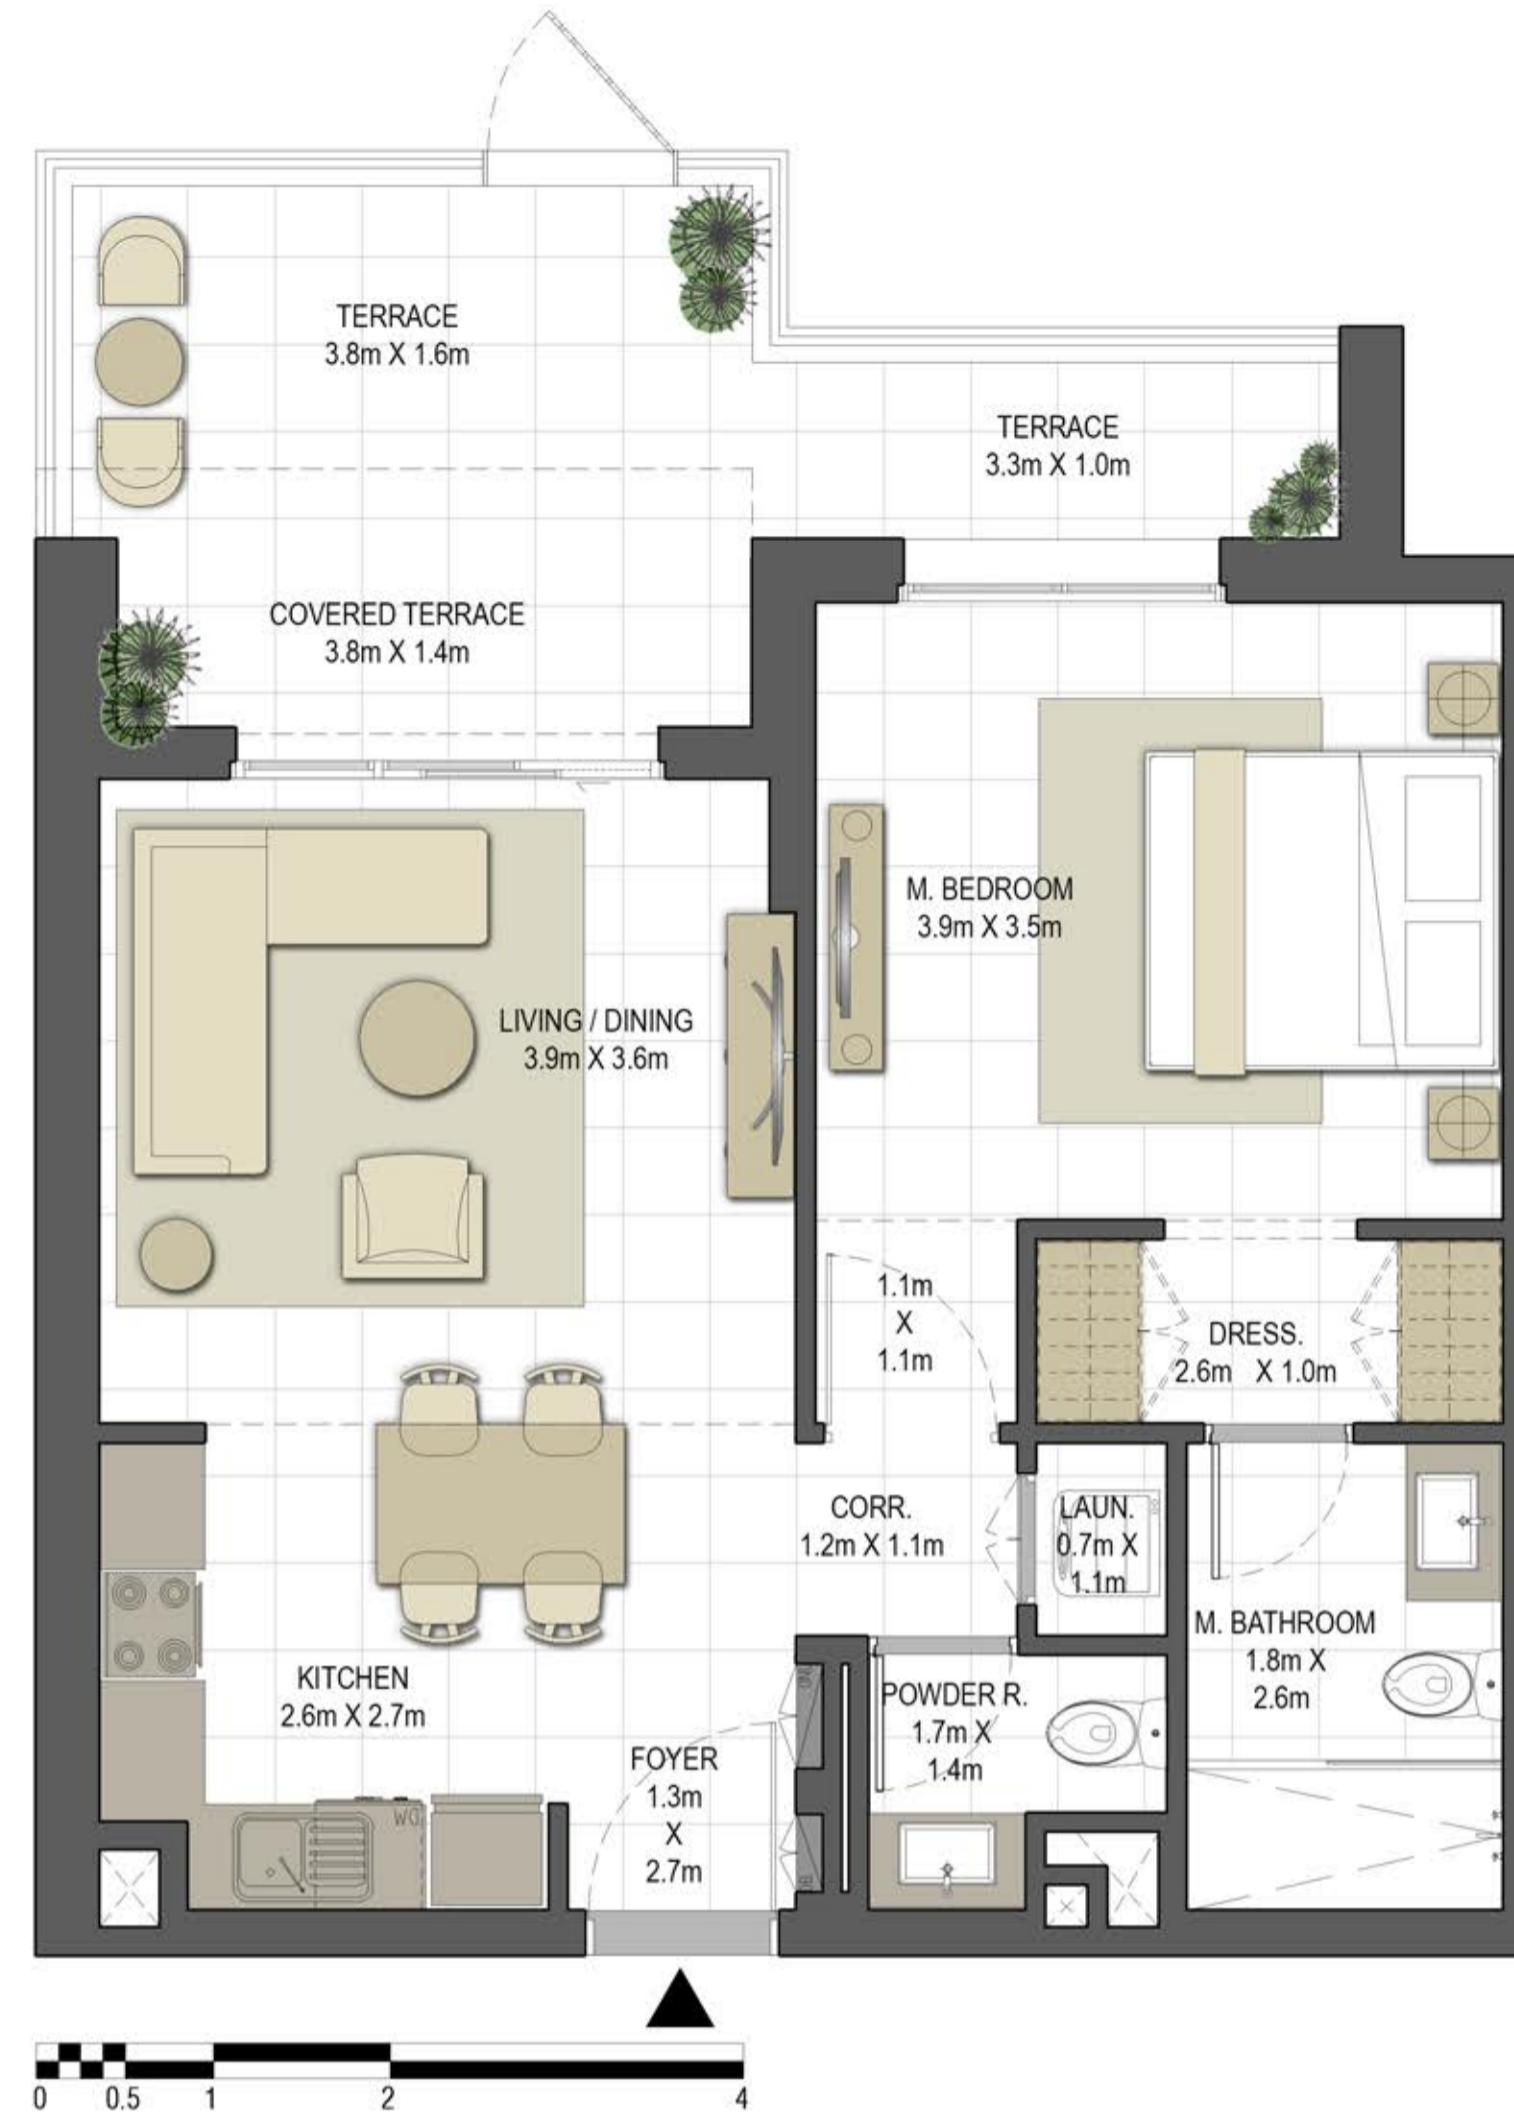 TERRACE
3.8m X 1.6m
TERRACE
3.3m X 1.0m
COVERED TERRACE
3.8m X 1.4m
M. BEDROOM
3.9m X 3.5m
LIVING / DINING
3.9m X 3.6m
1.1m
X
1.1m
DRESS.
2.6m X 1.0m
CORR.
1.2m X 1.1m
LAUN.
0.7m X
1.1m
M. BATHROOM
1.8m X
2.6m
KITCHEN
2.6m X 2.7m
POWDER R.
1.7m X
1.4m
FOYER
1.3m
X
2.7m
0 0.5 1 2 4